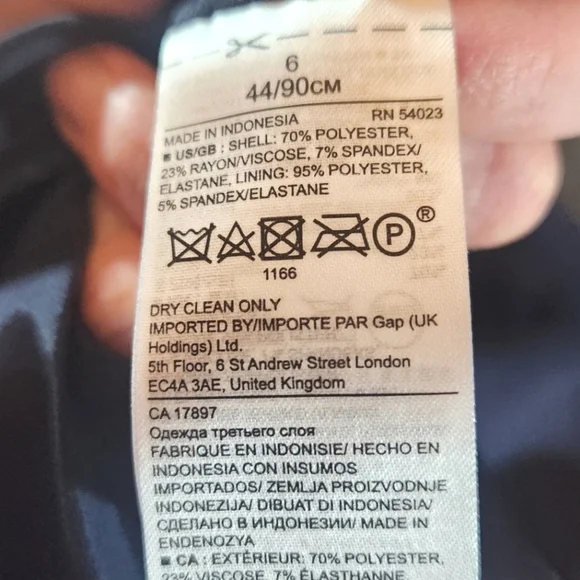 6
44/90CM
MADE IN INDONESIA RN 54023
■ US/GB : SHELL: 70% POLYESTER,
23% RAYON/VISCOSE, 7% SPANDEX/
ELASTANE, LINING: 95% POLYESTER,
5% SPANDEX/ELASTANE
P ®
1166
DRY CLEAN ONLY
IMPORTED BY/IMPORTE PAR Gap (UK
Holdings) Ltd.
5th Floor, 6 St Andrew Street London
EC4A 3AE, United Kingdom
CA 17897
Одежда третьего слоя
FABRIQUE EN INDONISIE/ HECHO EN
INDONESIA CON INSUMOS
IMPORTADOS/ ZEMLJA PROIZVODNJE
INDONEZIJA/ DIBUAT DI INDONESIA/
СДЕЛАНО В ИНДОНЕЗИИ/ MADE IN
ENDENOZYA
■ CA : EXTÉRIEUR: 70% POLYESTER,
23% VISCOSE, 7% ÉLASTHANNE,